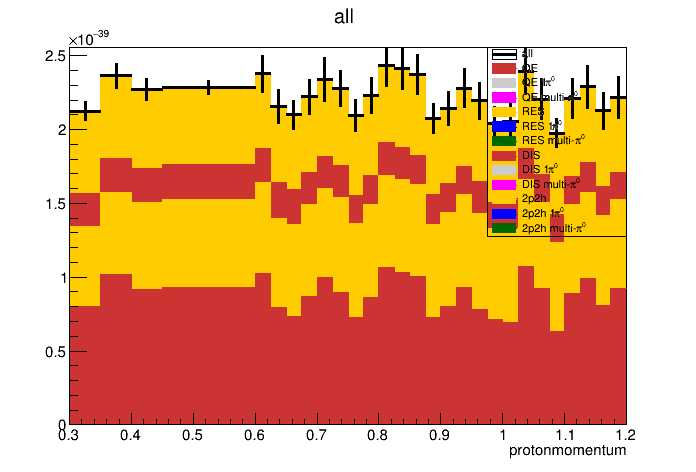 all
×10⁻³⁹
2.5
2
1.5
1
0.5
0
0.3 0.4 0.5 0.6 0.7 0.8 0.9 1 1.1 1.2
protonmomentum
all
QE
QE 1π⁰
QE multi-π⁰
RES
RES 1π⁰
RES multi-π⁰
DIS
DIS 1π⁰
DIS multi-π⁰
2p2h
2p2h 1π⁰
2p2h multi-π⁰